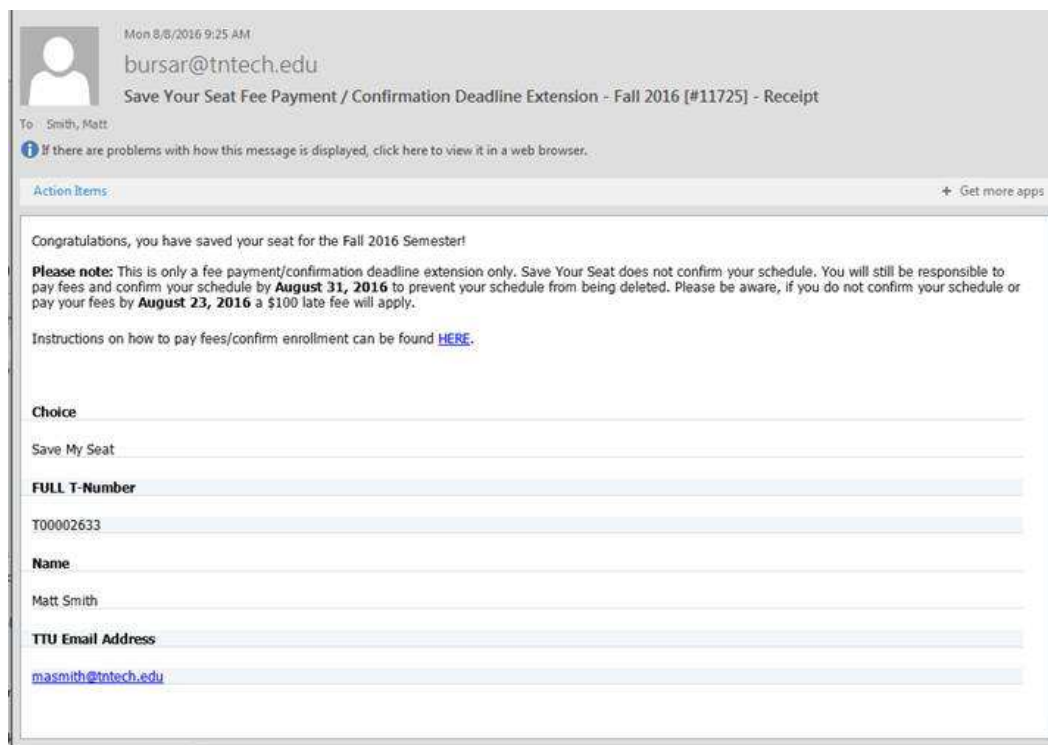 Mon 8/8/2016 9:25 AM
bursar@tntech.edu
Save Your Seat Fee Payment / Confirmation Deadline Extension - Fall 2016 [#11725] - Receipt
To Smith, Matt
If there are problems with how this message is displayed, click here to view it in a web browser.
Action Items + Get more apps
Congratulations, you have saved your seat for the Fall 2016 Semester!
Please note: This is only a fee payment/confirmation deadline extension only. Save Your Seat does not confirm your schedule. You will still be responsible to
pay fees and confirm your schedule by August 31, 2016 to prevent your schedule from being deleted. Please be aware, if you do not confirm your schedule or
pay your fees by August 23, 2016 a $100 late fee will apply.
Instructions on how to pay fees/confirm enrollment can be found HERE.
Choice
Save My Seat
FULL T-Number
T00002633
Name
Matt Smith
TTU Email Address
masmith@tntech.edu